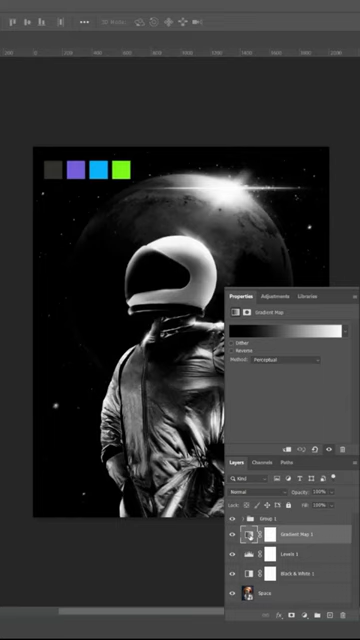 Properties Adjustments Libraries
Gradient Map
Dither
Reverse
Method: Perceptual
Layers Channels Paths
Kind
Normal Opacity: 100%
Lock: Fill: 100%
Group 1
Gradient Map 1
Levels 1
Black & White 1
Space